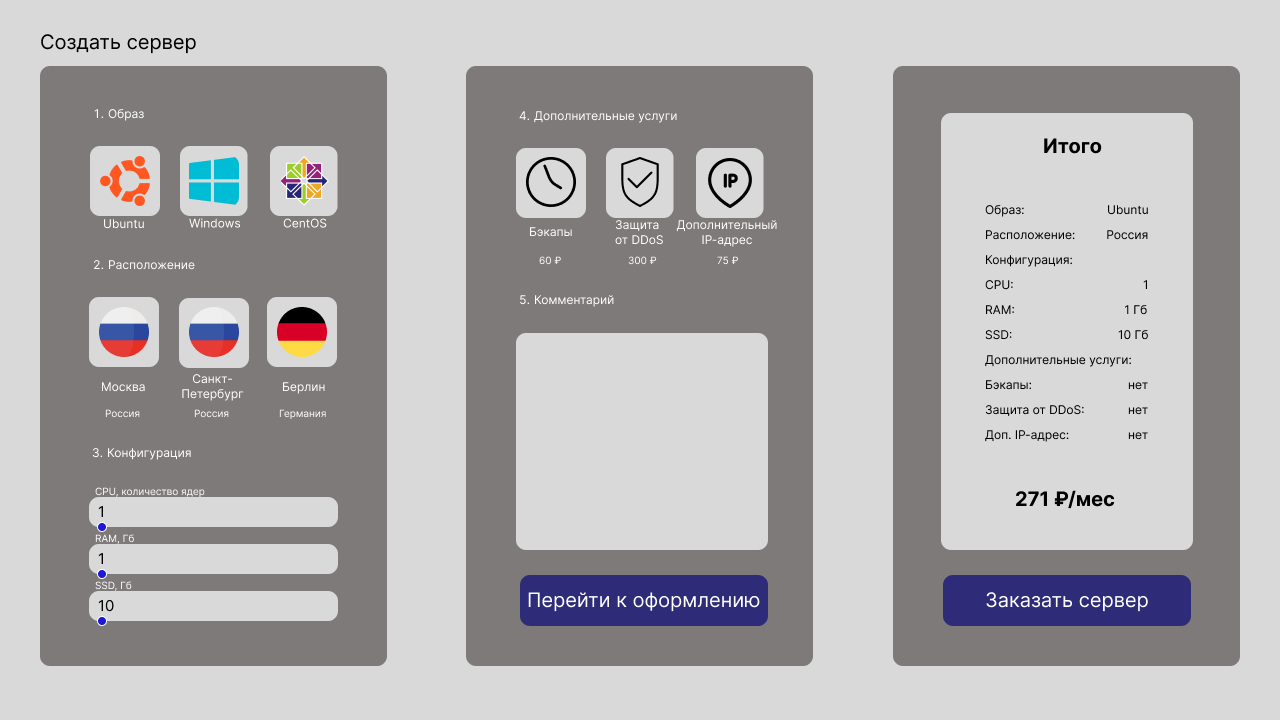 Создать сервер
1. Образ
Ubuntu
Windows
CentOS
2. Расположение
Москва
Санкт-
Петербург
Берлин
Россия
Россия
Германия
3. Конфигурация
CPU, количество ядер
1
RAM, Гб
1
SSD, Гб
10
4. Дополнительные услуги
IP
Бэкапы
Защита
от DDoS
Дополнительный
IP-адрес
60 ₽
300 ₽
75 ₽
5. Комментарий
Перейти к оформлению
Итого
Образ: Ubuntu
Расположение: Россия
Конфигурация:
CPU: 1
RAM: 1 Гб
SSD: 10 Гб
Дополнительные услуги:
Бэкапы: нет
Защита от DDoS: нет
Доп. IP-адрес: нет
271 ₽/мес
Заказать сервер